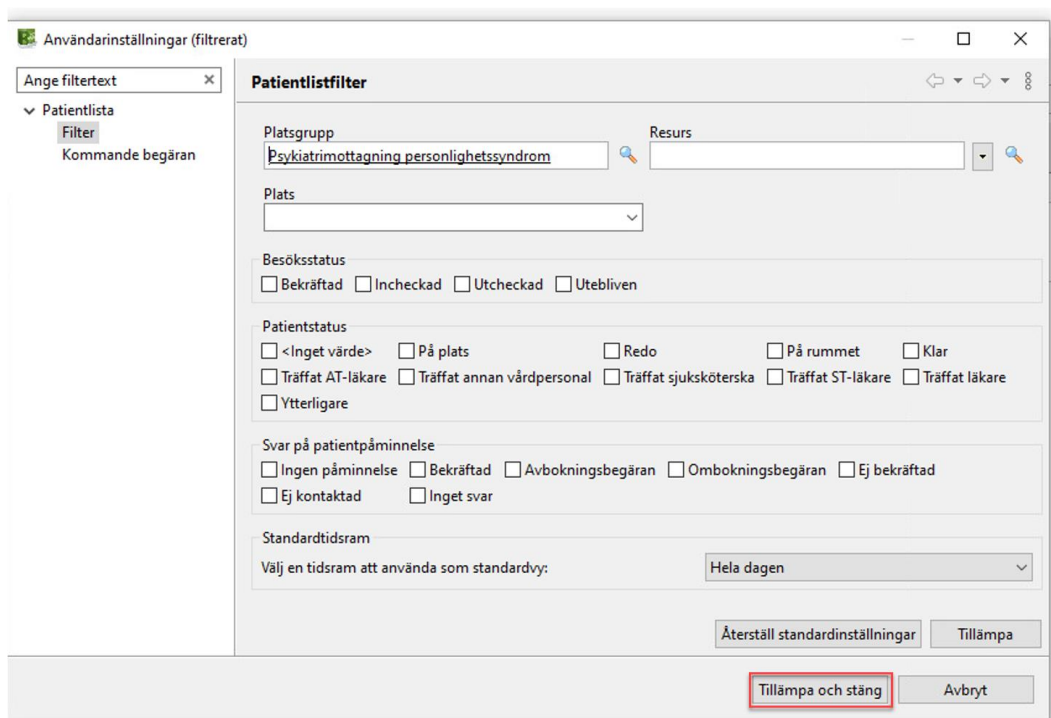 Användarinställningar (filtrerat)
Ange filtertext
Patientlista
Filter
Kommande begäran
Patientlistfilter
Platsgrupp Resurs
Psykiatrimottagning personlighetssyndrom
Plats
Besöksstatus
Bekräftad Incheckad Utcheckad Utebliven
Patientstatus
<Inget värde> På plats Redo På rummet Klar
Träffat AT-läkare Träffat annan vårdpersonal Träffat sjuksköterska Träffat ST-läkare Träffat läkare
Ytterligare
Svar på patientpåminnelse
Ingen påminnelse Bekräftad Avbokningsbegäran Ombokningsbegäran Ej bekräftad
Ej kontaktad Inget svar
Standardtidsram
Välj en tidsram att använda som standardvy: Hela dagen
Återställ standardinställningar Tillämpa
Tillämpa och stäng Avbryt